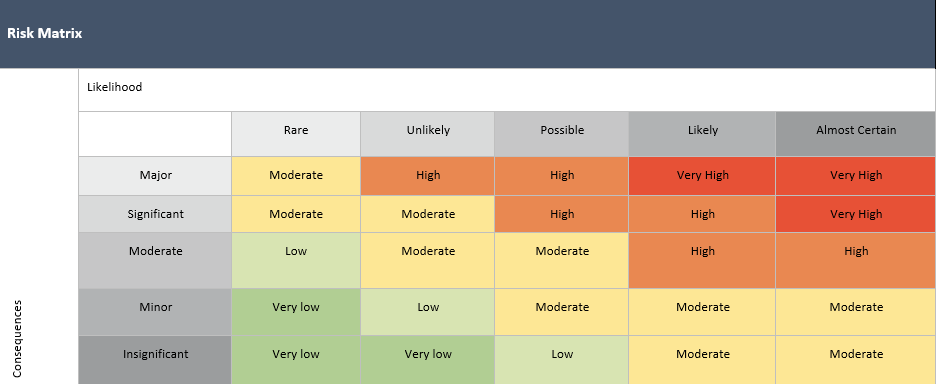 Risk Matrix
Likelihood
Rare Unlikely Possible Likely Almost Certain
Major Moderate High High Very High Very High
Significant Moderate Moderate High High Very High
Moderate Low Moderate Moderate High High
Minor Very low Low Moderate Moderate Moderate
Insignificant Very low Very low Low Moderate Moderate
Consequences